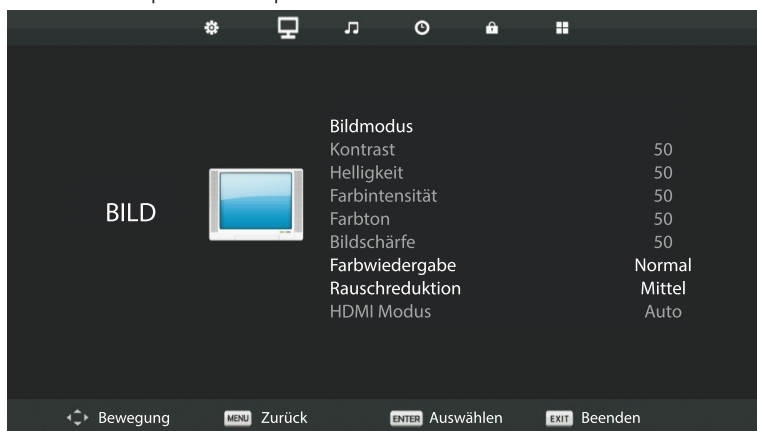 Bildmodus
Kontrast 50
Helligkeit 50
Farbintensität 50
Farbton 50
BILD
Bildschärfe 50
Farbwiedergabe Normal
Rauschreduktion Mittel
HDMI Modus Auto
Bewegung MENU Zurück ENTER Auswählen EXIT Beenden